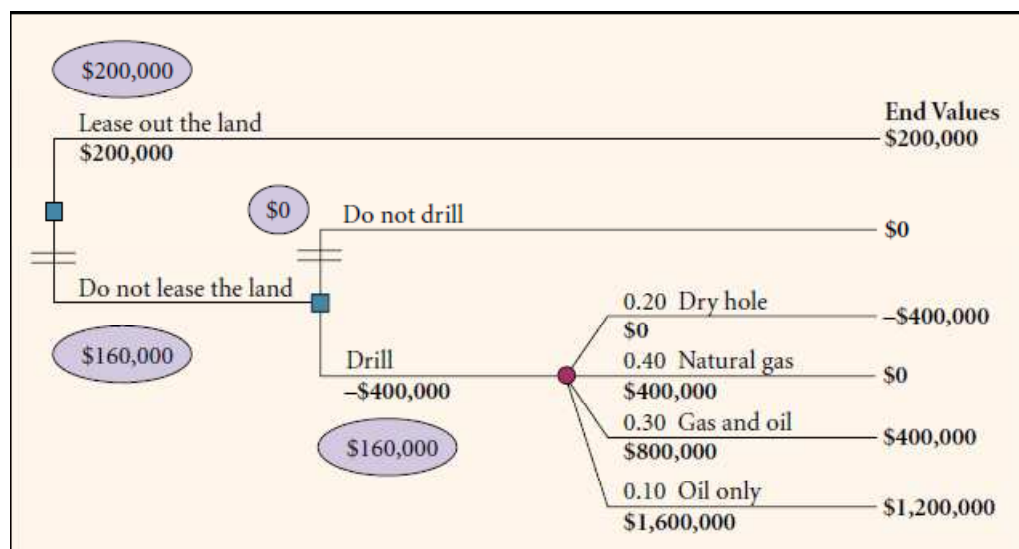 $200,000
End Values
Lease out the land
$200,000
$200,000
$0
Do not drill
$0
Do not lease the land
$160,000
0.20 Dry hole
–$400,000
$0
Drill
0.40 Natural gas
$0
–$400,000
$400,000
0.30 Gas and oil
$400,000
$160,000
$800,000
0.10 Oil only
$1,200,000
$1,600,000